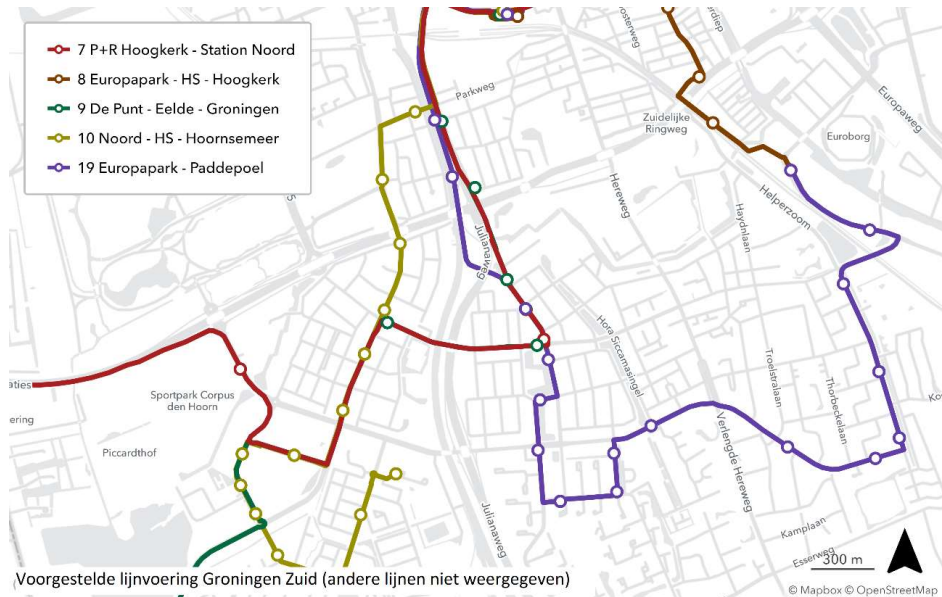 7 P+R Hoogkerk - Station Noord
8 Europapark - HS - Hoogkerk
9 De Punt - Eelde - Groningen
10 Noord - HS - Hoornsemeer
19 Europapark - Paddepoel
Parkweg
Zuidelijke
Ringweg
Europaweg
Euroborg
Hereweg
Helperzoom
Haydnlaan
Julianaweg
Hora Siccamasingel
Troelstralaan
Thorbeckelaan
Sportpark Corpus
den Hoorn
Piccardthof
Verlengde Hereweg
Julianaweg
Kamplaan
Esserweg
300 m
Voorgestelde lijnvoering Groningen Zuid (andere lijnen niet weergegeven)
© Mapbox © OpenStreetMap